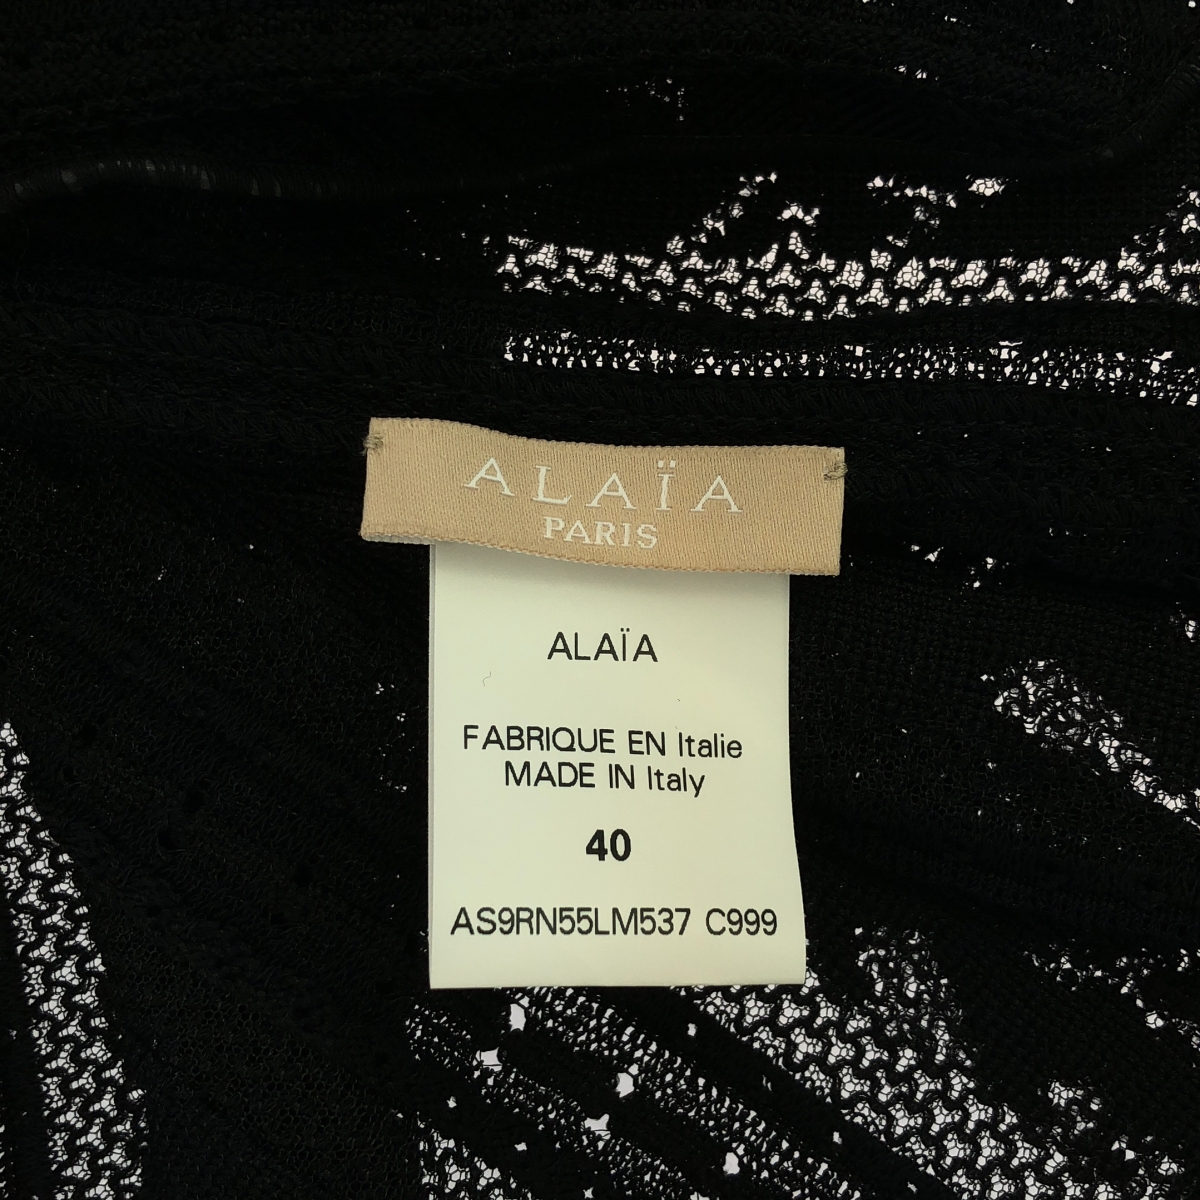 ALAÏA
PARIS
ALAÏA
FABRIQUE EN Italie
MADE IN Italy
40
AS9RN55LM537 C999